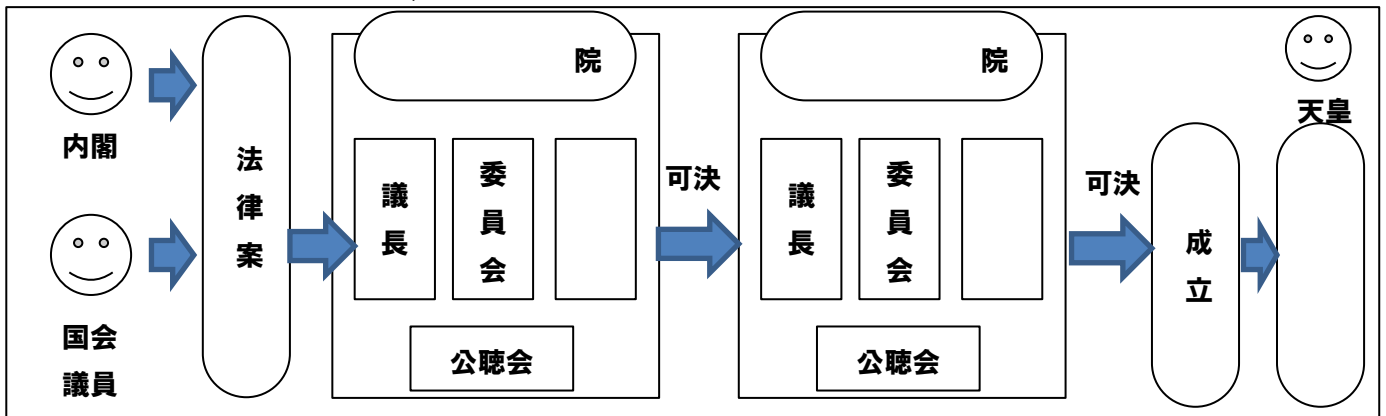 内閣
国会
議員
法律案
院
議長
委員会
公聴会
可決
院
議長
委員会
公聴会
可決
成立
天皇